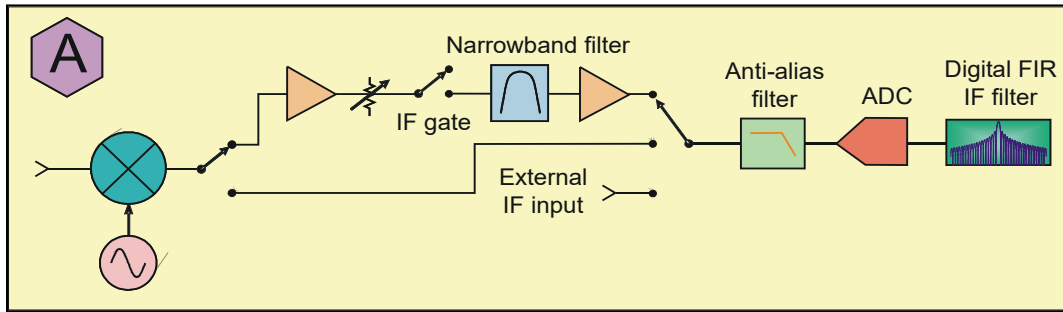 A
Narrowband filter
IF gate
External
IF input
Anti-alias
filter
ADC
Digital FIR
IF filter